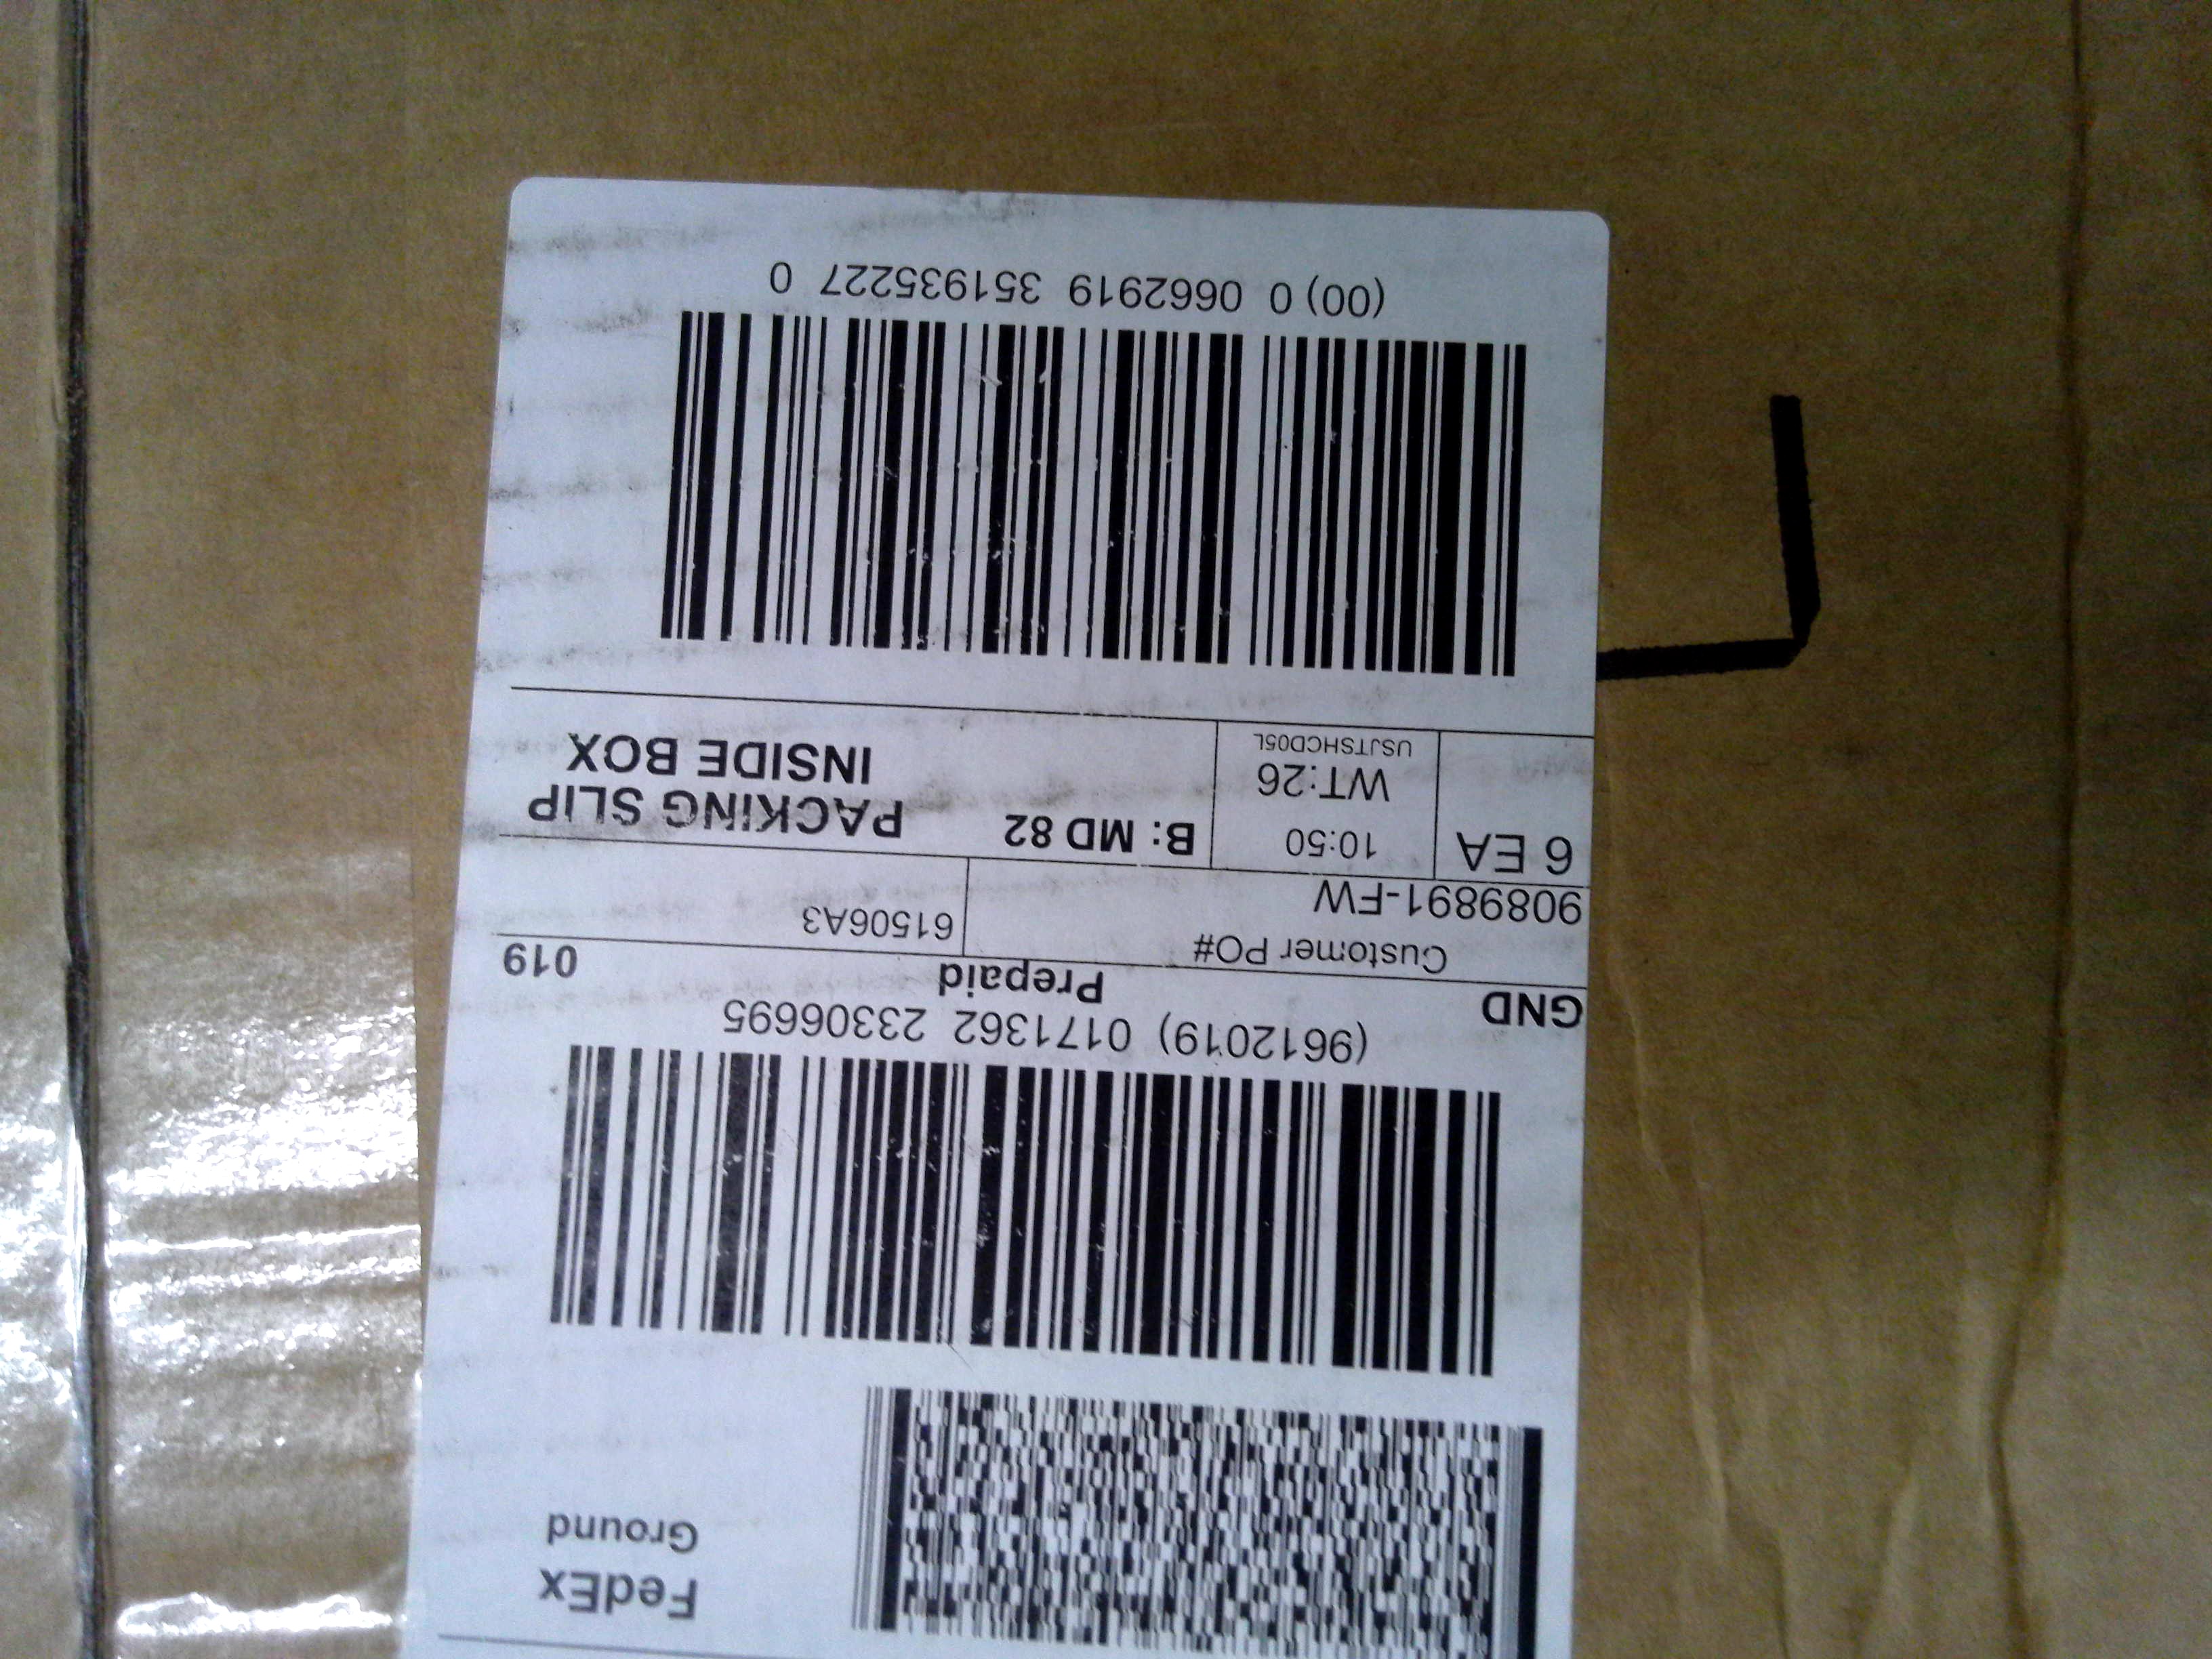 FedEx
Ground
(9612019) 0171362 23306695
GND Prepaid 019
Customer PO# 61506A3
9089891-FW
6 EA 10:50 B: MD 82 PACKING SLIP
WT:26 INSIDE BOX
USJTSHCD05L
(00) 0 0662919 351935227 0